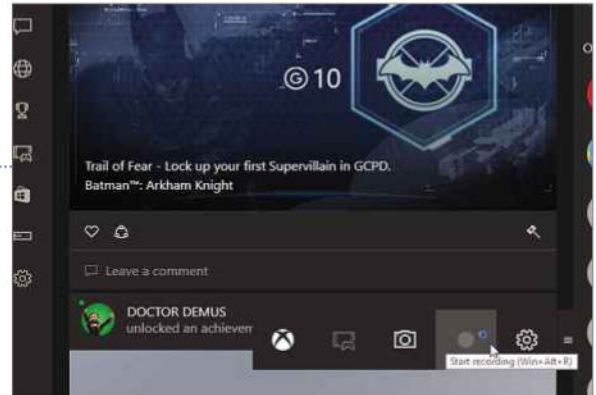 G 10
Trail of Fear - Lock up your first Supervillain in GCPD.
Batman™: Arkham Knight
Leave a comment
DOCTOR DEMUS
unlocked an achievem
Start recording (Win+Alt+R)